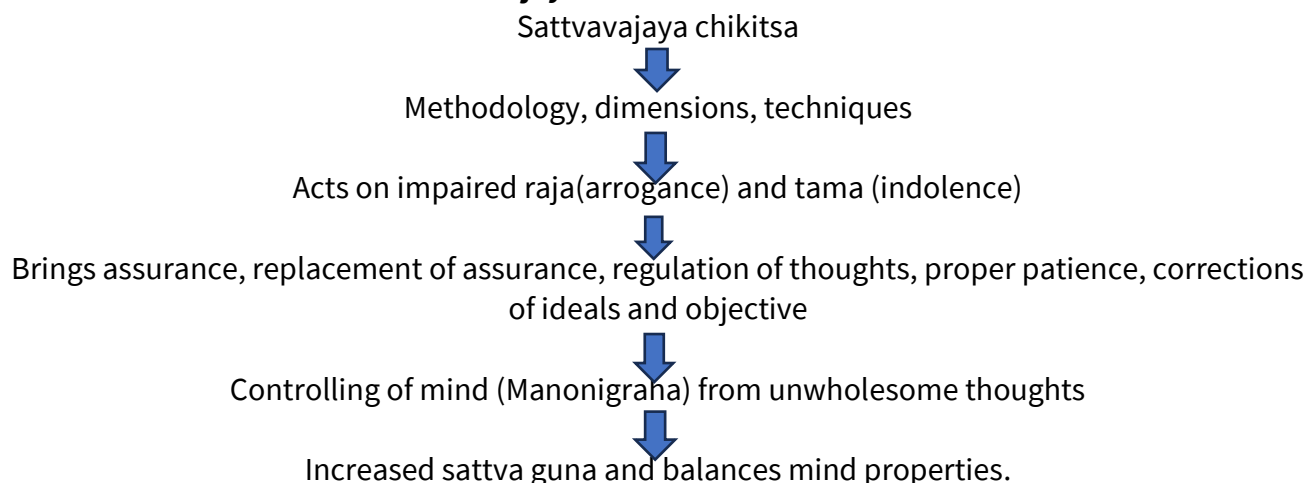 Sattvavajaya chikitsa
Methodology, dimensions, techniques
Acts on impaired raja(arrogance) and tama (indolence)
Brings assurance, replacement of assurance, regulation of thoughts, proper patience, corrections
of ideals and objective
Controlling of mind (Manonigraha) from unwholesome thoughts
Increased sattva guna and balances mind properties.